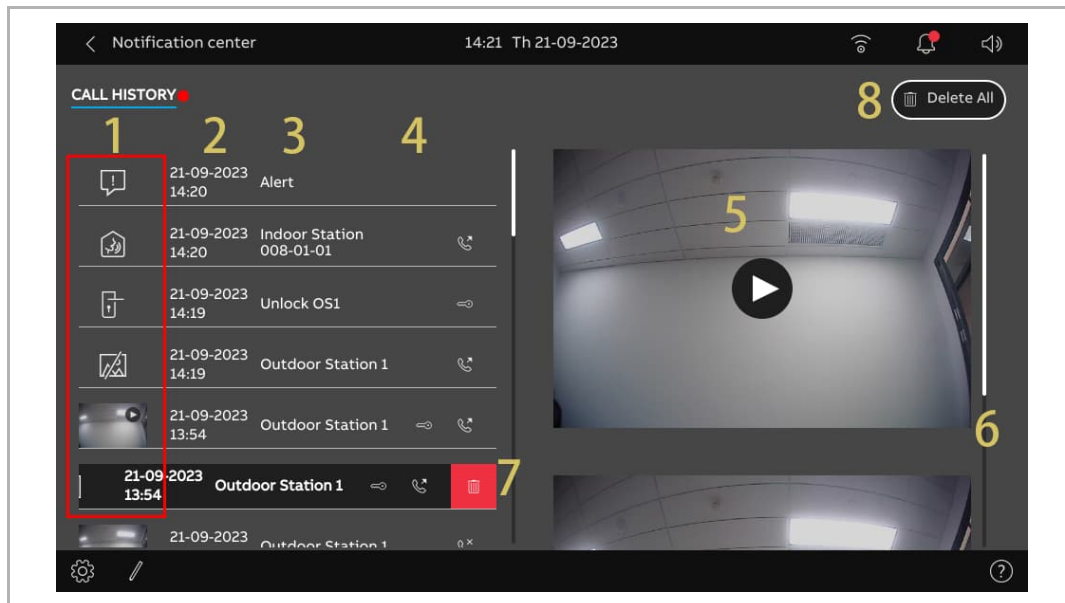 Notification center 14:21 Th 21-09-2023
CALL HISTORY
8 Delete All
1 2 3 4
21-09-2023
14:20
Alert
21-09-2023
14:20
Indoor Station
008-01-01
21-09-2023
14:19
Unlock OS1
21-09-2023
14:19
Outdoor Station 1
21-09-2023
13:54
Outdoor Station 1
21-09-2023
13:54
Outdoor Station 1
21-09-2023
Outdoor Station 1
5
6
7